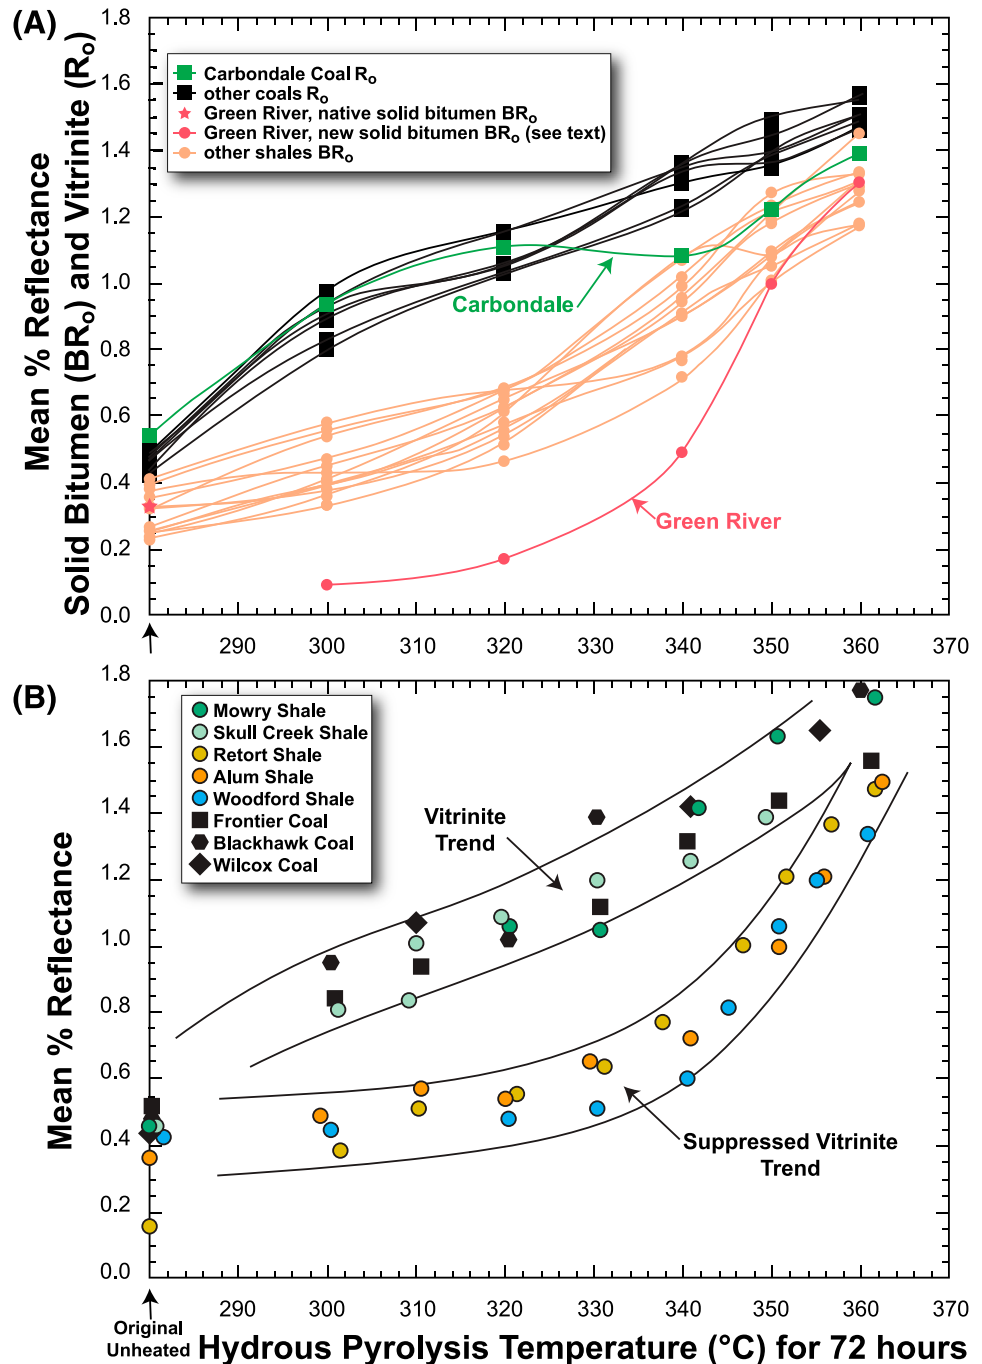 (A)
Mean % Reflectance
Solid Bitumen (BRo) and Vitrinite (Ro)
1.8
1.6
1.4
1.2
1.0
0.8
0.6
0.4
0.2
0.0
Carbondale Coal Ro
other coals Ro
Green River, native solid bitumen BRo
Green River, new solid bitumen BRo (see text)
other shales BRo
Carbondale
Green River
290 300 310 320 330 340 350 360 370
(B)
Mean % Reflectance
1.8
1.6
1.4
1.2
1.0
0.8
0.6
0.4
0.2
0.0
Mowry Shale
Skull Creek Shale
Retort Shale
Alum Shale
Woodford Shale
Frontier Coal
Blackhawk Coal
Wilcox Coal
Vitrinite
Trend
Suppressed Vitrinite
Trend
290 300 310 320 330 340 350 360 370
Original
Unheated
Hydrous Pyrolysis Temperature (°C) for 72 hours